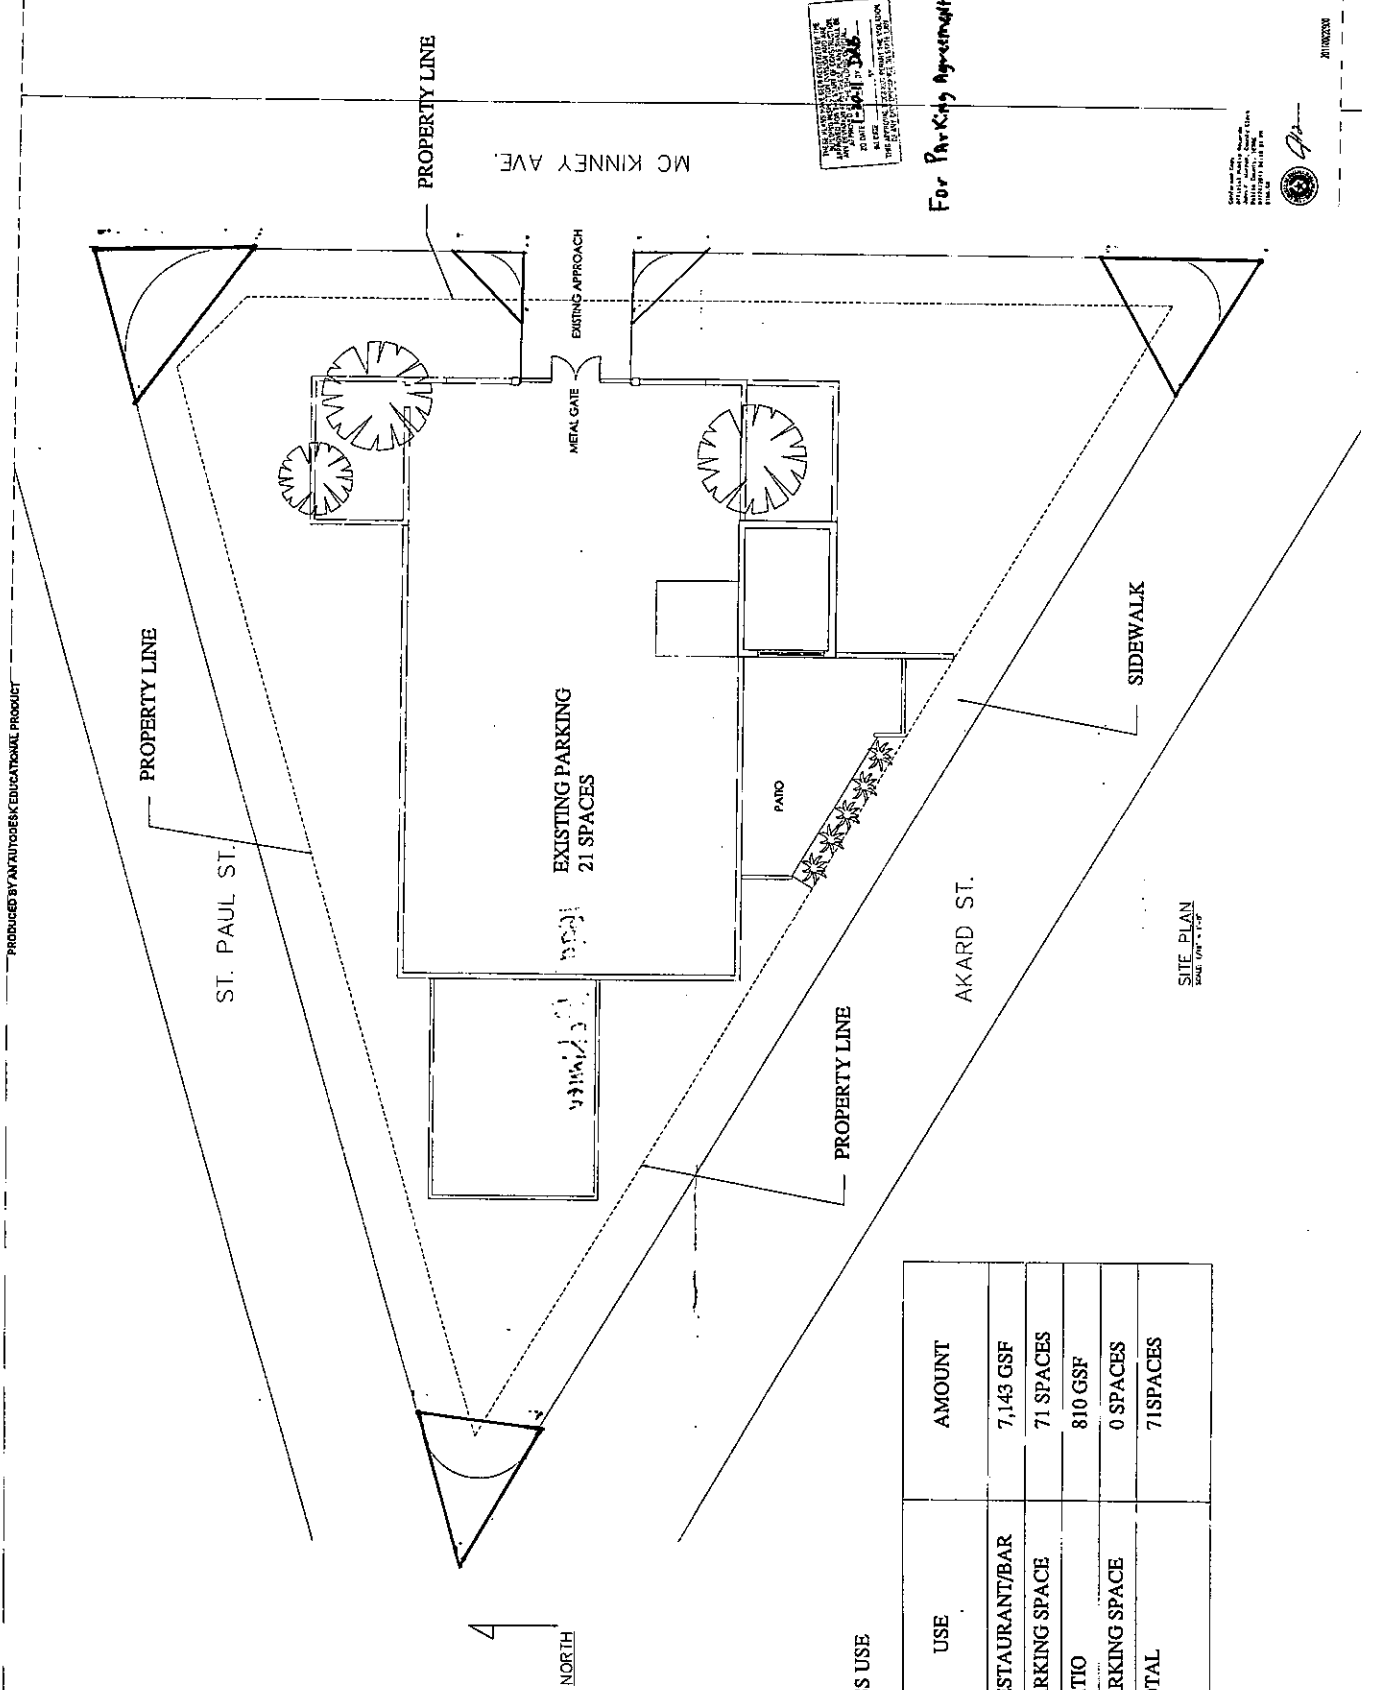 PRODUCED BY AN AUTODESK EDUCATIONAL PRODUCT
PROPERTY LINE
ST. PAUL ST.
PROPERTY LINE
MC KINNEY AVE.
EXISTING APPROACH
METAL GATE
EXISTING PARKING
21 SPACES
PATIO
SIDEWALK
AKARD ST.
PROPERTY LINE
SITE PLAN
For Parking Agreement
NORTH
S USE
USE AMOUNT
STAURANT/BAR 7,143 GSF
RKING SPACE 71 SPACES
TIO 810 GSF
RKING SPACE 0 SPACES
TAL 71SPACES